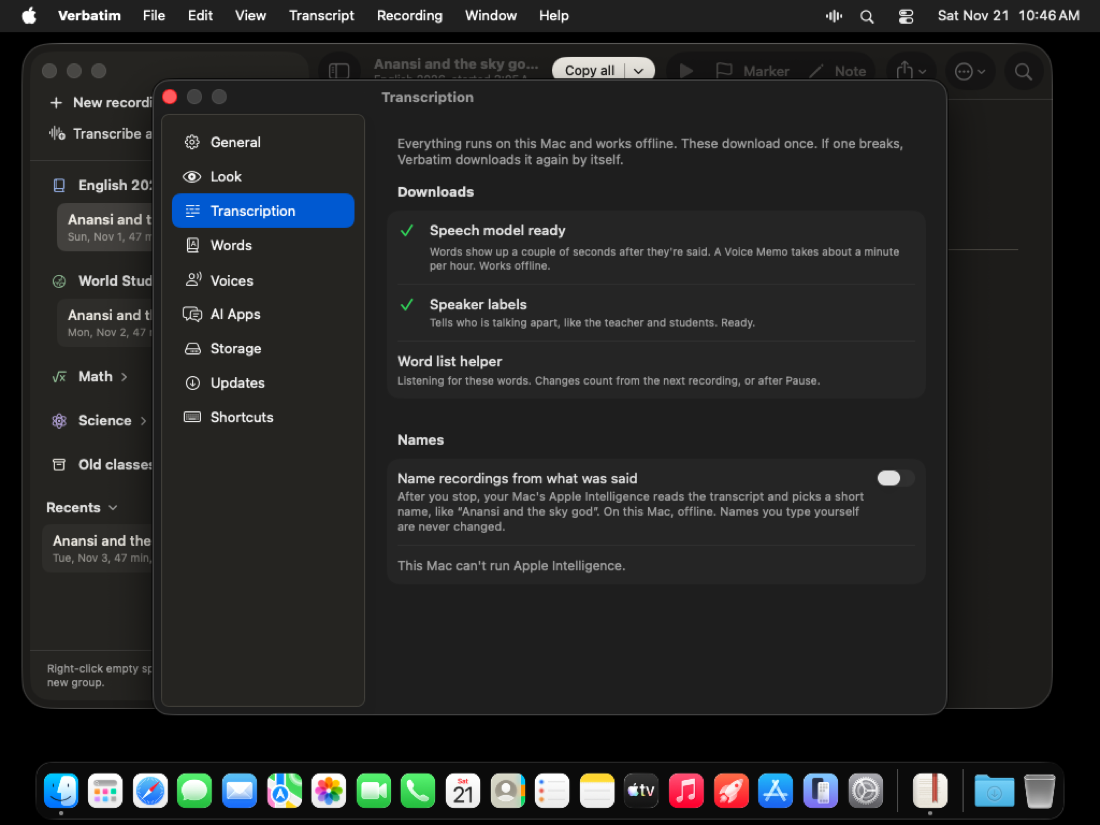 Verbatim File Edit View Transcript Recording Window Help Sat Nov 21 10:46 AM
Anansi and the sky go...
Copy all
Marker
Note
New recordi
Transcribe a
English 202
Anansi and t
Sun, Nov 1, 47 m
World Stud
Anansi and t
Mon, Nov 2, 47 m
Math
Science
Old classes
Recents
Anansi and the
Tue, Nov 3, 47 min,
Right-click empty sp
new group.
Transcription
General
Look
Transcription
Words
Voices
AI Apps
Storage
Updates
Shortcuts
Everything runs on this Mac and works offline. These download once. If one breaks,
Verbatim downloads it again by itself.
Downloads
Speech model ready
Words show up a couple of seconds after they're said. A Voice Memo takes about a minute
per hour. Works offline.
Speaker labels
Tells who is talking apart, like the teacher and students. Ready.
Word list helper
Listening for these words. Changes count from the next recording, or after Pause.
Names
Name recordings from what was said
After you stop, your Mac's Apple Intelligence reads the transcript and picks a short
name, like “Anansi and the sky god”. On this Mac, offline. Names you type yourself
are never changed.
This Mac can't run Apple Intelligence.
Sat
21
tv